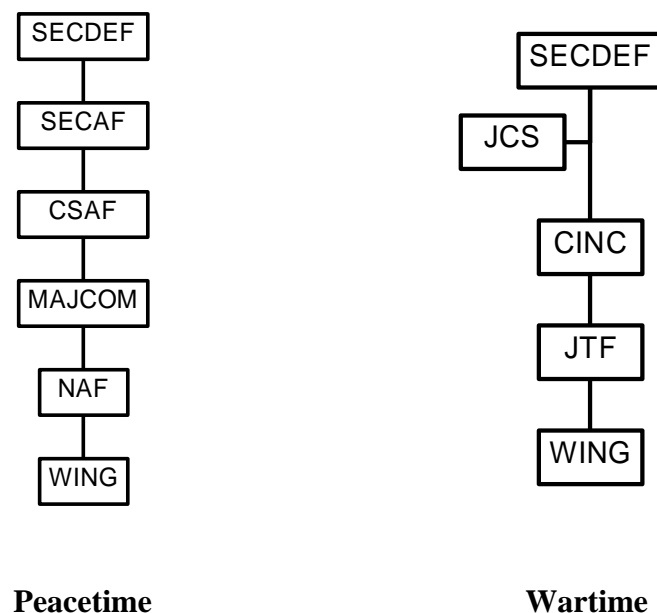 SECDEF
SECAF
CSAF
MAJCOM
NAF
WING
Peacetime
SECDEF
JCS
CINC
JTF
WING
Wartime